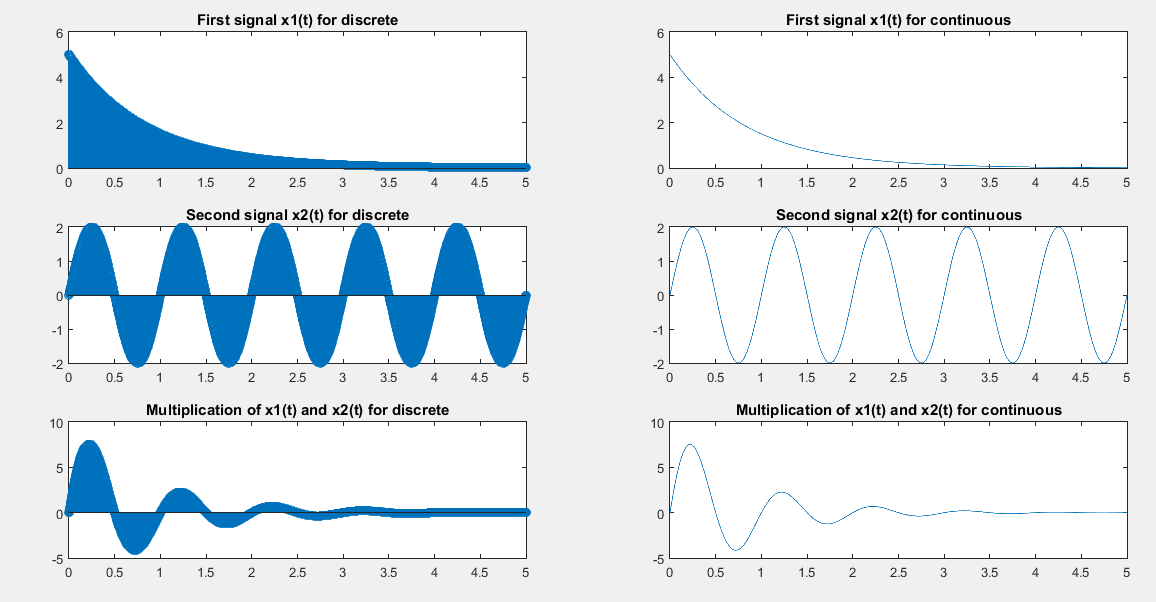 First signal x1(t) for discrete
6
4
2
0
0 0.5 1 1.5 2 2.5 3 3.5 4 4.5 5
First signal x1(t) for continuous
6
4
2
0
0 0.5 1 1.5 2 2.5 3 3.5 4 4.5 5
Second signal x2(t) for discrete
2
1
0
-1
-2
0 0.5 1 1.5 2 2.5 3 3.5 4 4.5 5
Second signal x2(t) for continuous
2
1
0
-1
-2
0 0.5 1 1.5 2 2.5 3 3.5 4 4.5 5
Multiplication of x1(t) and x2(t) for discrete
10
5
0
-5
0 0.5 1 1.5 2 2.5 3 3.5 4 4.5 5
Multiplication of x1(t) and x2(t) for continuous
10
5
0
-5
0 0.5 1 1.5 2 2.5 3 3.5 4 4.5 5